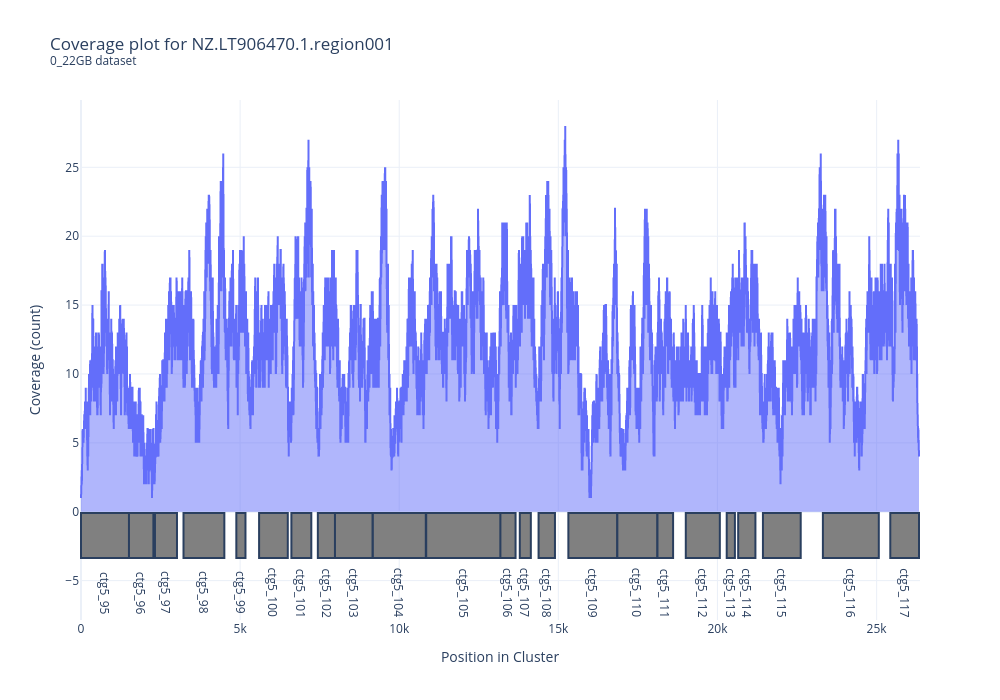 Coverage plot for NZ.LT906470.1.region001
0_22GB dataset
Coverage (count)
25
20
15
10
5
0
−5
ctg5_95
ctg5_96
ctg5_97
ctg5_98
ctg5_99
ctg5_100
ctg5_101
ctg5_102
ctg5_103
ctg5_104
ctg5_105
ctg5_106
ctg5_107
ctg5_108
ctg5_109
ctg5_110
ctg5_111
ctg5_112
ctg5_113
ctg5_114
ctg5_115
ctg5_116
ctg5_117
0
5k
10k
15k
20k
25k
Position in Cluster